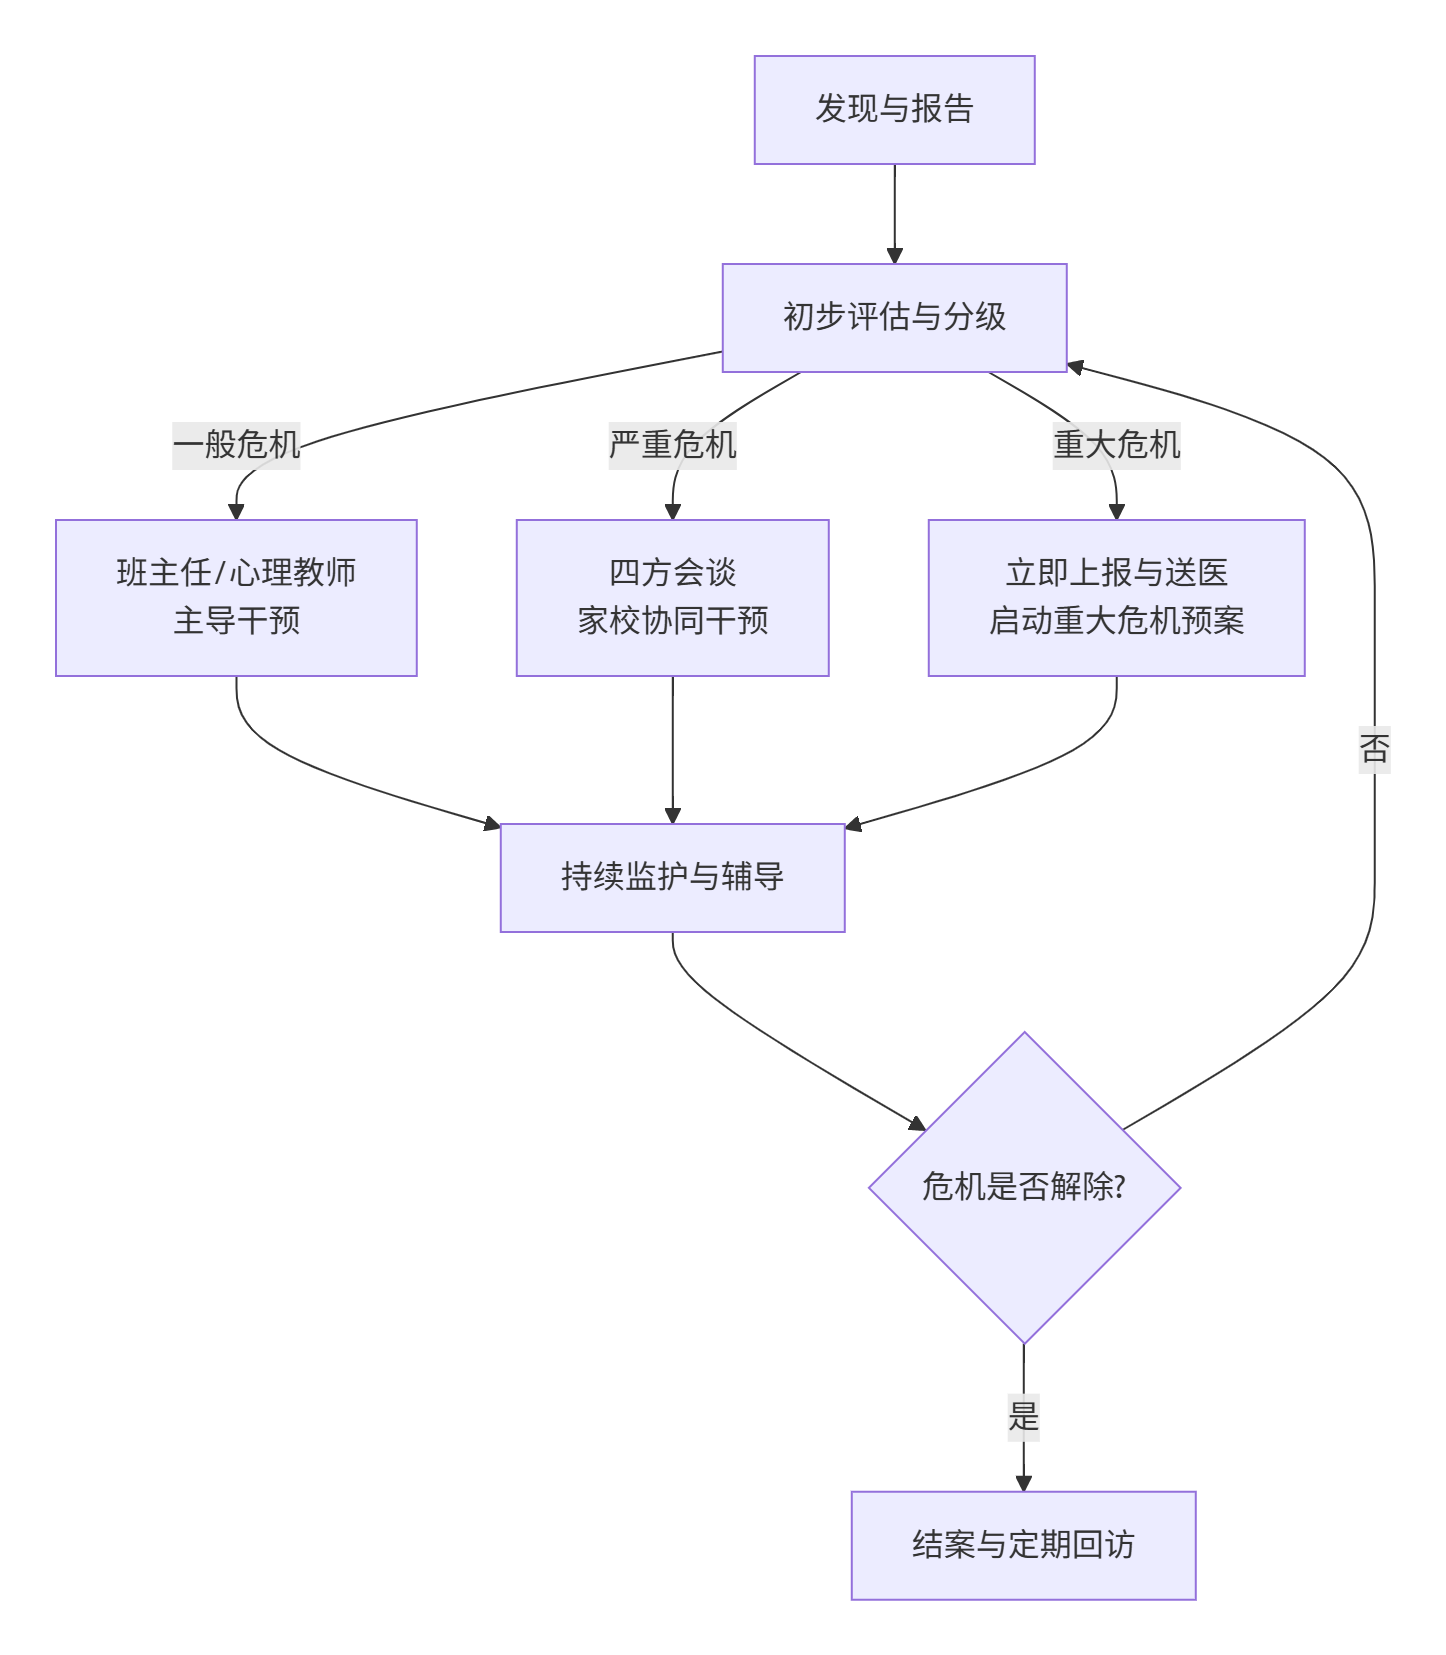 发现与报告
初步评估与分级
一般危机
严重危机
重大危机
班主任/心理教师
主导干预
四方会谈
家校协同干预
立即上报与送医
启动重大危机预案
否
持续监护与辅导
危机是否解除?
是
结案与定期回访